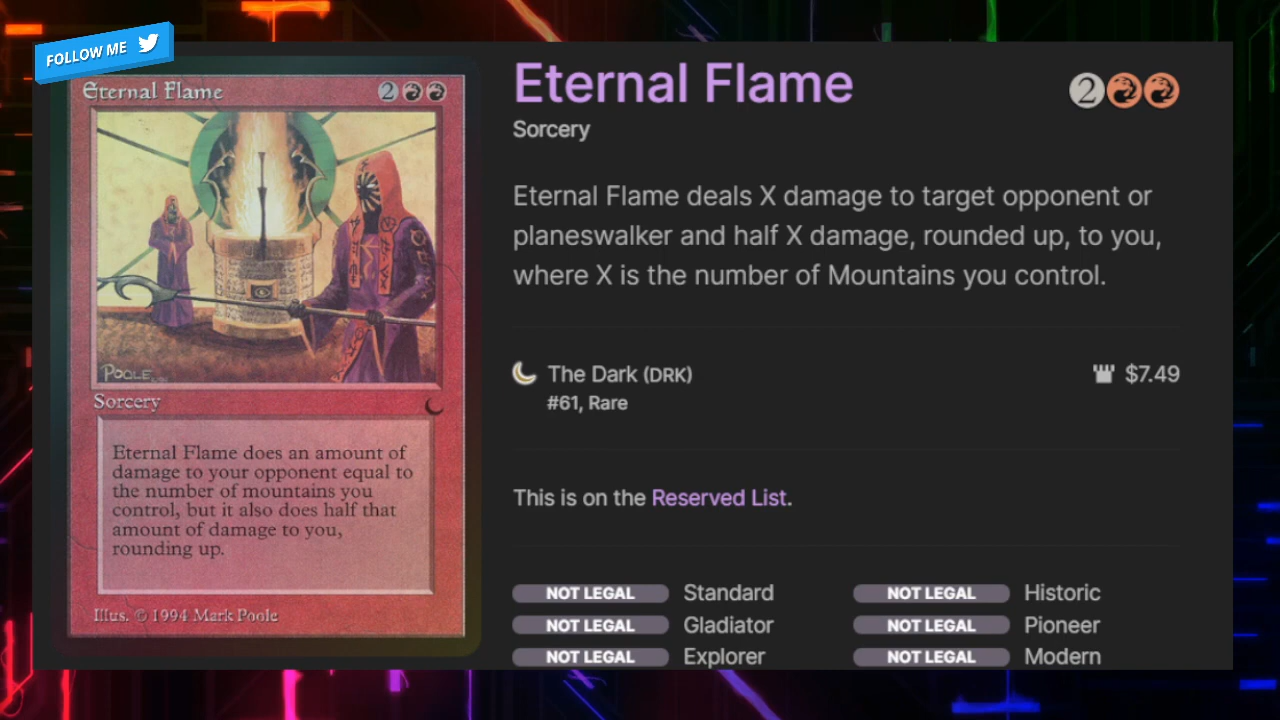 FOLLOW ME
Eternal Flame 2
POOLE
Sorcery
Eternal Flame does an amount of
damage to your opponent equal to
the number of mountains you
control, but it also does half that
amount of damage to you,
rounding up.
Illus. © 1994 Mark Poole
Eternal Flame 2
Sorcery
Eternal Flame deals X damage to target opponent or
planeswalker and half X damage, rounded up, to you,
where X is the number of Mountains you control.
The Dark (DRK) $7.49
#61, Rare
This is on the Reserved List.
NOT LEGAL Standard NOT LEGAL Historic
NOT LEGAL Gladiator NOT LEGAL Pioneer
NOT LEGAL Explorer NOT LEGAL Modern